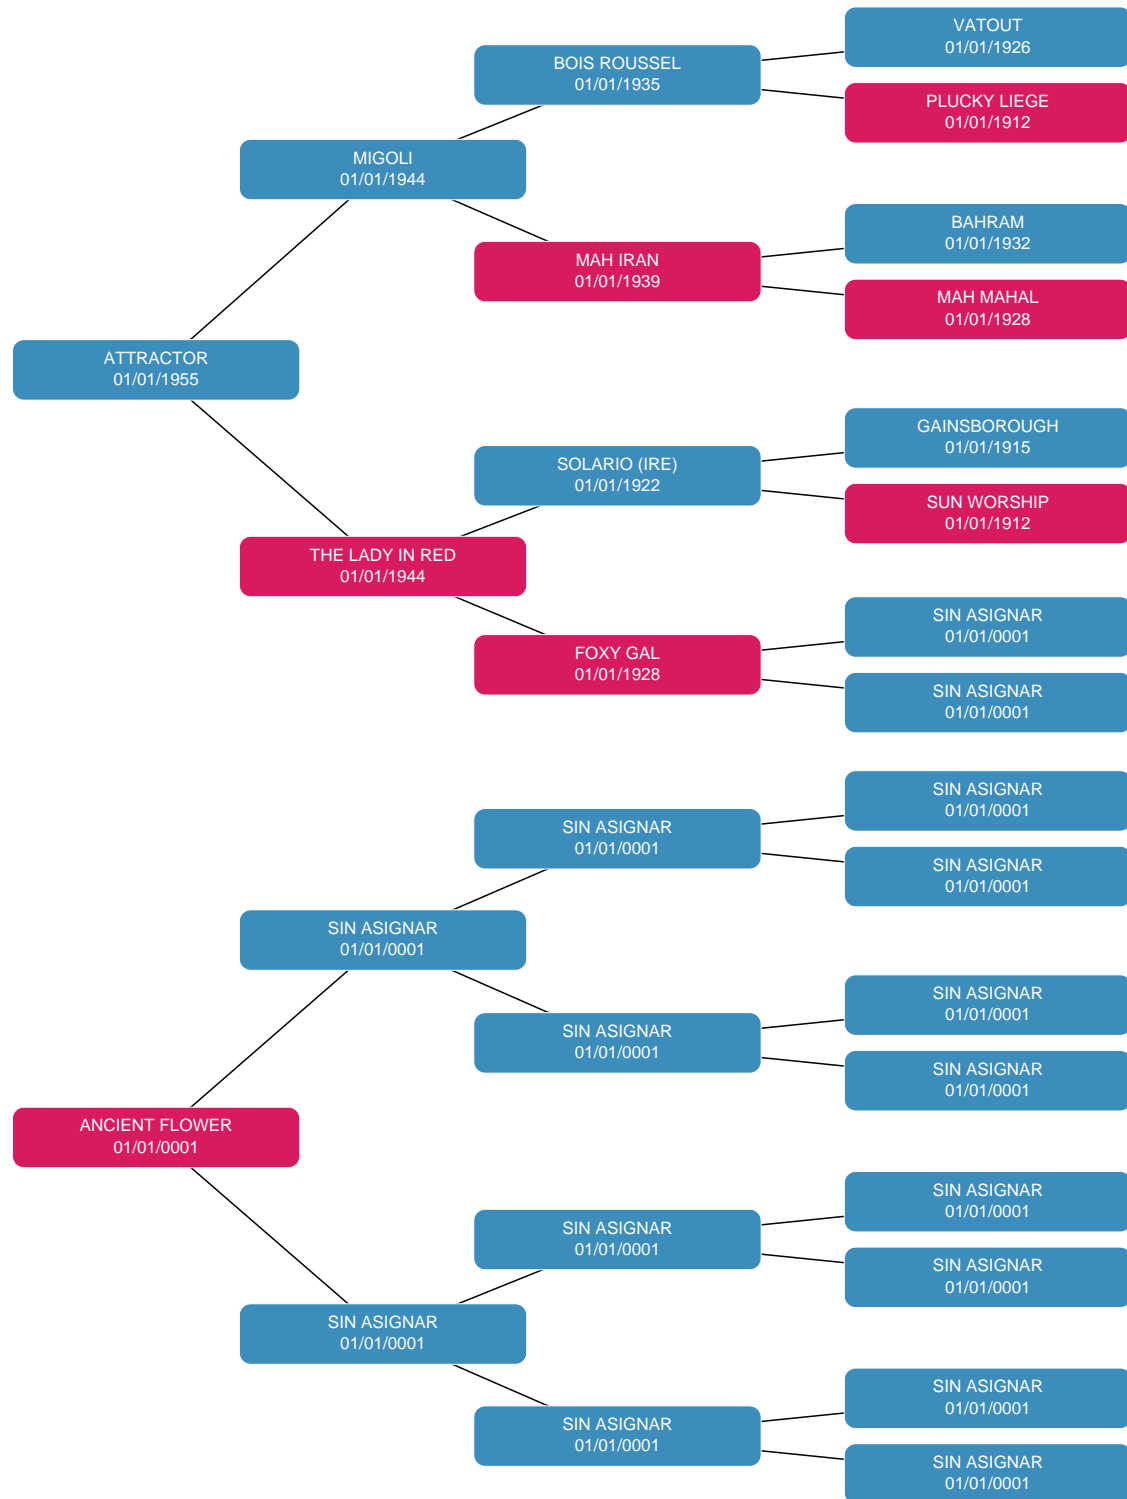 VATOUT
01/01/1926
BOIS ROUSSEL
01/01/1935
PLUCKY LIEGE
01/01/1912
MIGOLI
01/01/1944
BAHRAM
01/01/1932
MAH IRAN
01/01/1939
MAH MAHAL
01/01/1928
ATTRACTOR
01/01/1955
GAINSBOROUGH
01/01/1915
SOLARIO (IRE)
01/01/1922
SUN WORSHIP
01/01/1912
THE LADY IN RED
01/01/1944
SIN ASIGNAR
01/01/0001
FOXY GAL
01/01/1928
SIN ASIGNAR
01/01/0001
SIN ASIGNAR
01/01/0001
SIN ASIGNAR
01/01/0001
SIN ASIGNAR
01/01/0001
SIN ASIGNAR
01/01/0001
SIN ASIGNAR
01/01/0001
SIN ASIGNAR
01/01/0001
SIN ASIGNAR
01/01/0001
ANCIENT FLOWER
01/01/0001
SIN ASIGNAR
01/01/0001
SIN ASIGNAR
01/01/0001
SIN ASIGNAR
01/01/0001
SIN ASIGNAR
01/01/0001
SIN ASIGNAR
01/01/0001
SIN ASIGNAR
01/01/0001
SIN ASIGNAR
01/01/0001